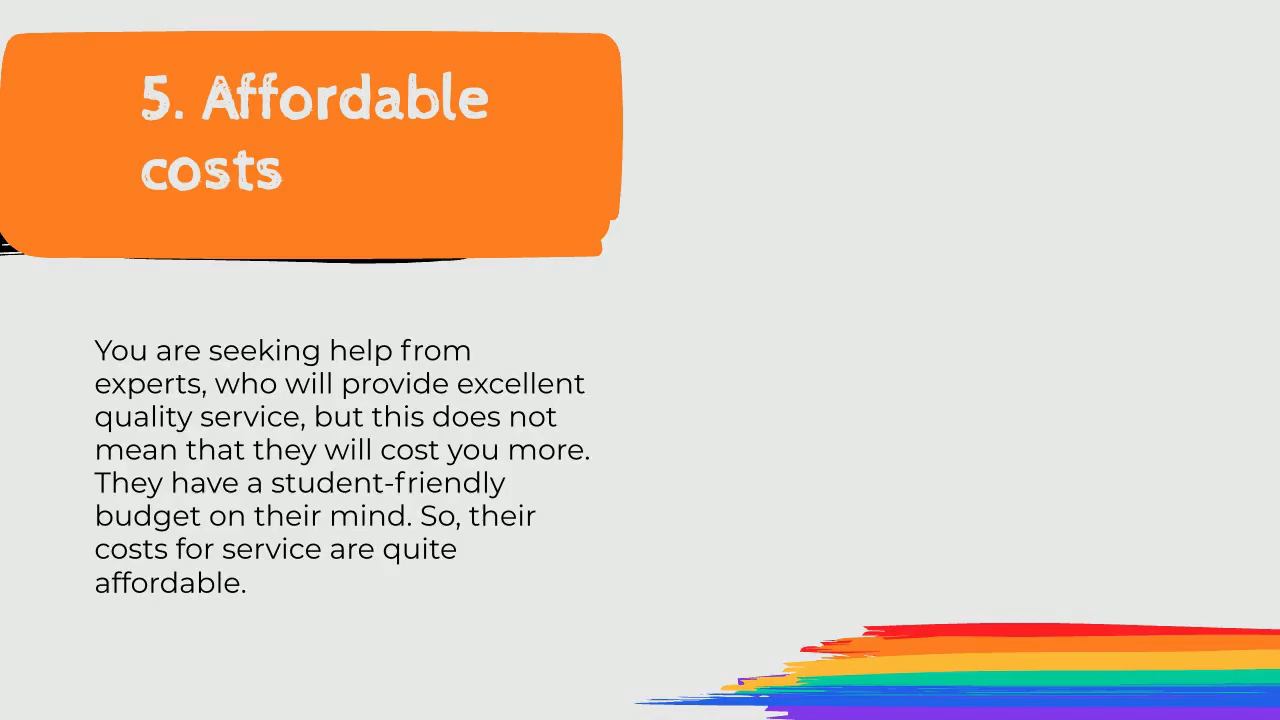 5. Affordable
costs
You are seeking help from
experts, who will provide excellent
quality service, but this does not
mean that they will cost you more.
They have a student-friendly
budget on their mind. So, their
costs for service are quite
affordable.